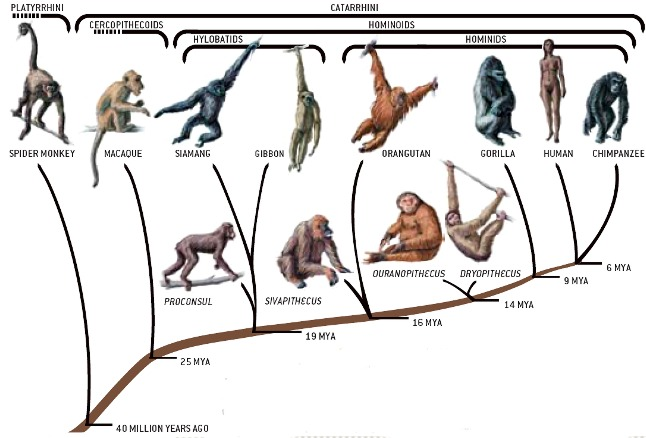 PLATYRRHINI
CATARRHINI
CERCOPITHECOIDS
HOMINOIDS
HYLOBATIDS
HOMINIDS
SPIDER MONKEY
MACAQUE
SIAMANG
GIBBON
ORANGUTAN
GORILLA
HUMAN
CHIMPANZEE
PROCONSUL
SIVAPITHECUS
OURANOPITHECUS
DRYOPITHECUS
6 MYA
9 MYA
14 MYA
16 MYA
19 MYA
25 MYA
40 MILLION YEARS AGO